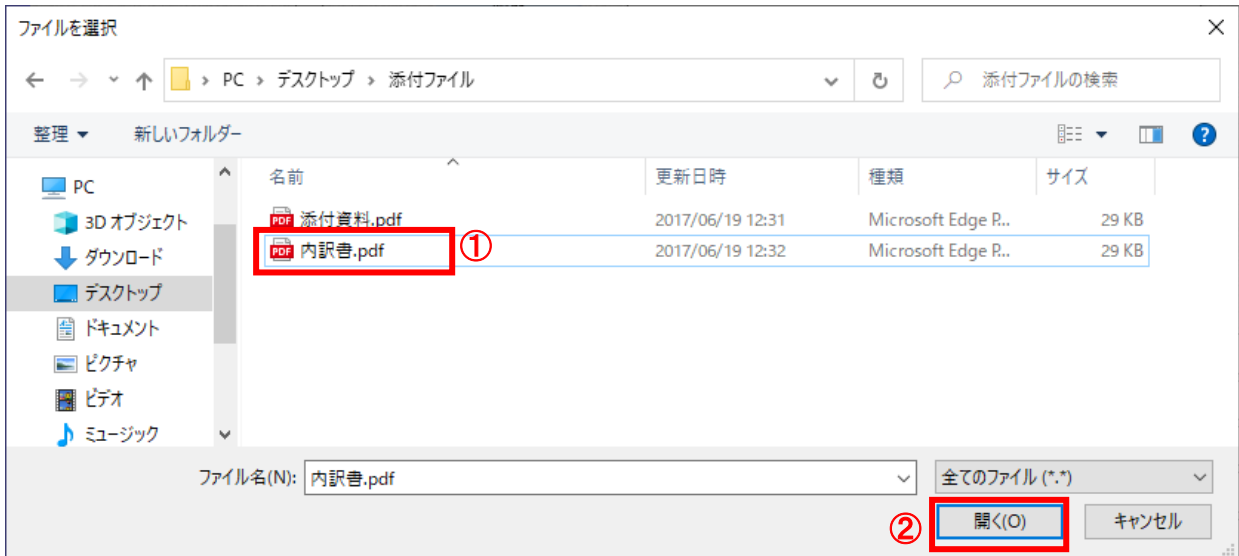 ファイルを選択
PC › デスクトップ › 添付ファイル
添付ファイルの検索
整理 新しいフォルダー
名前 更新日時 種類 サイズ
PC
3D オブジェクト
ダウンロード
デスクトップ
ドキュメント
ピクチャ
ビデオ
ミュージック
PDF 添付資料.pdf 2017/06/19 12:31 Microsoft Edge P... 29 KB
PDF 内訳書.pdf ① 2017/06/19 12:32 Microsoft Edge P... 29 KB
ファイル名(N): 内訳書.pdf 全てのファイル (*.*)
② 開く(O) キャンセル